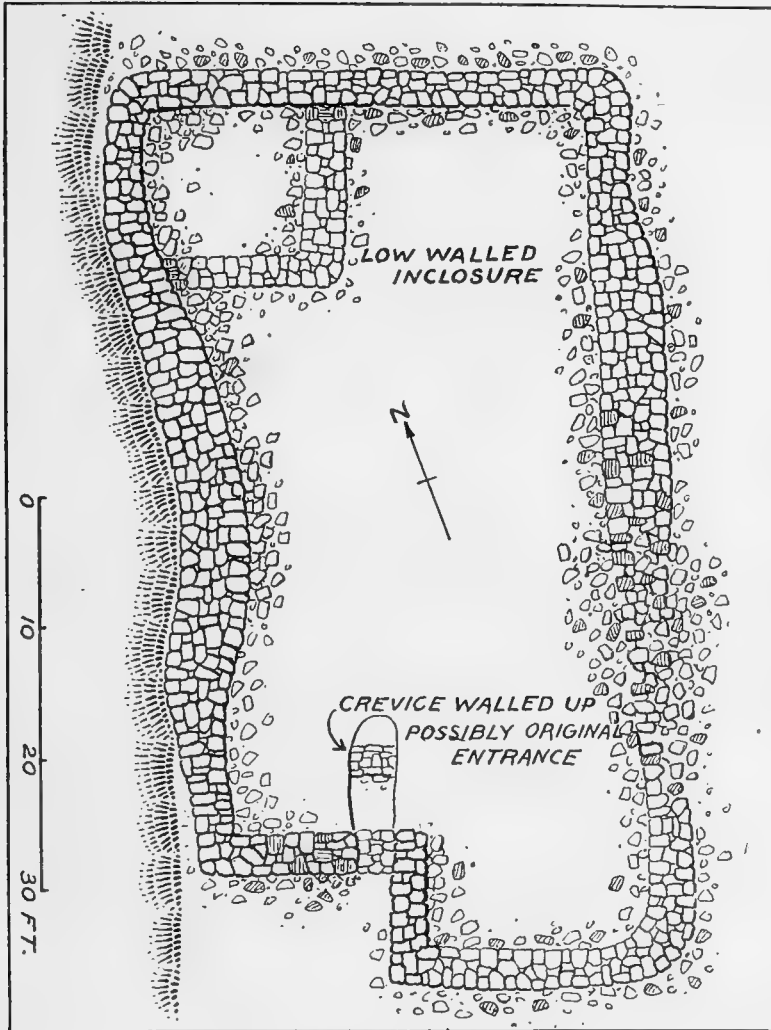 LOW WALLED
INCLOSURE
N
0
10
20
30 FT.
CREVICE WALLED UP
POSSIBLY ORIGINAL
ENTRANCE